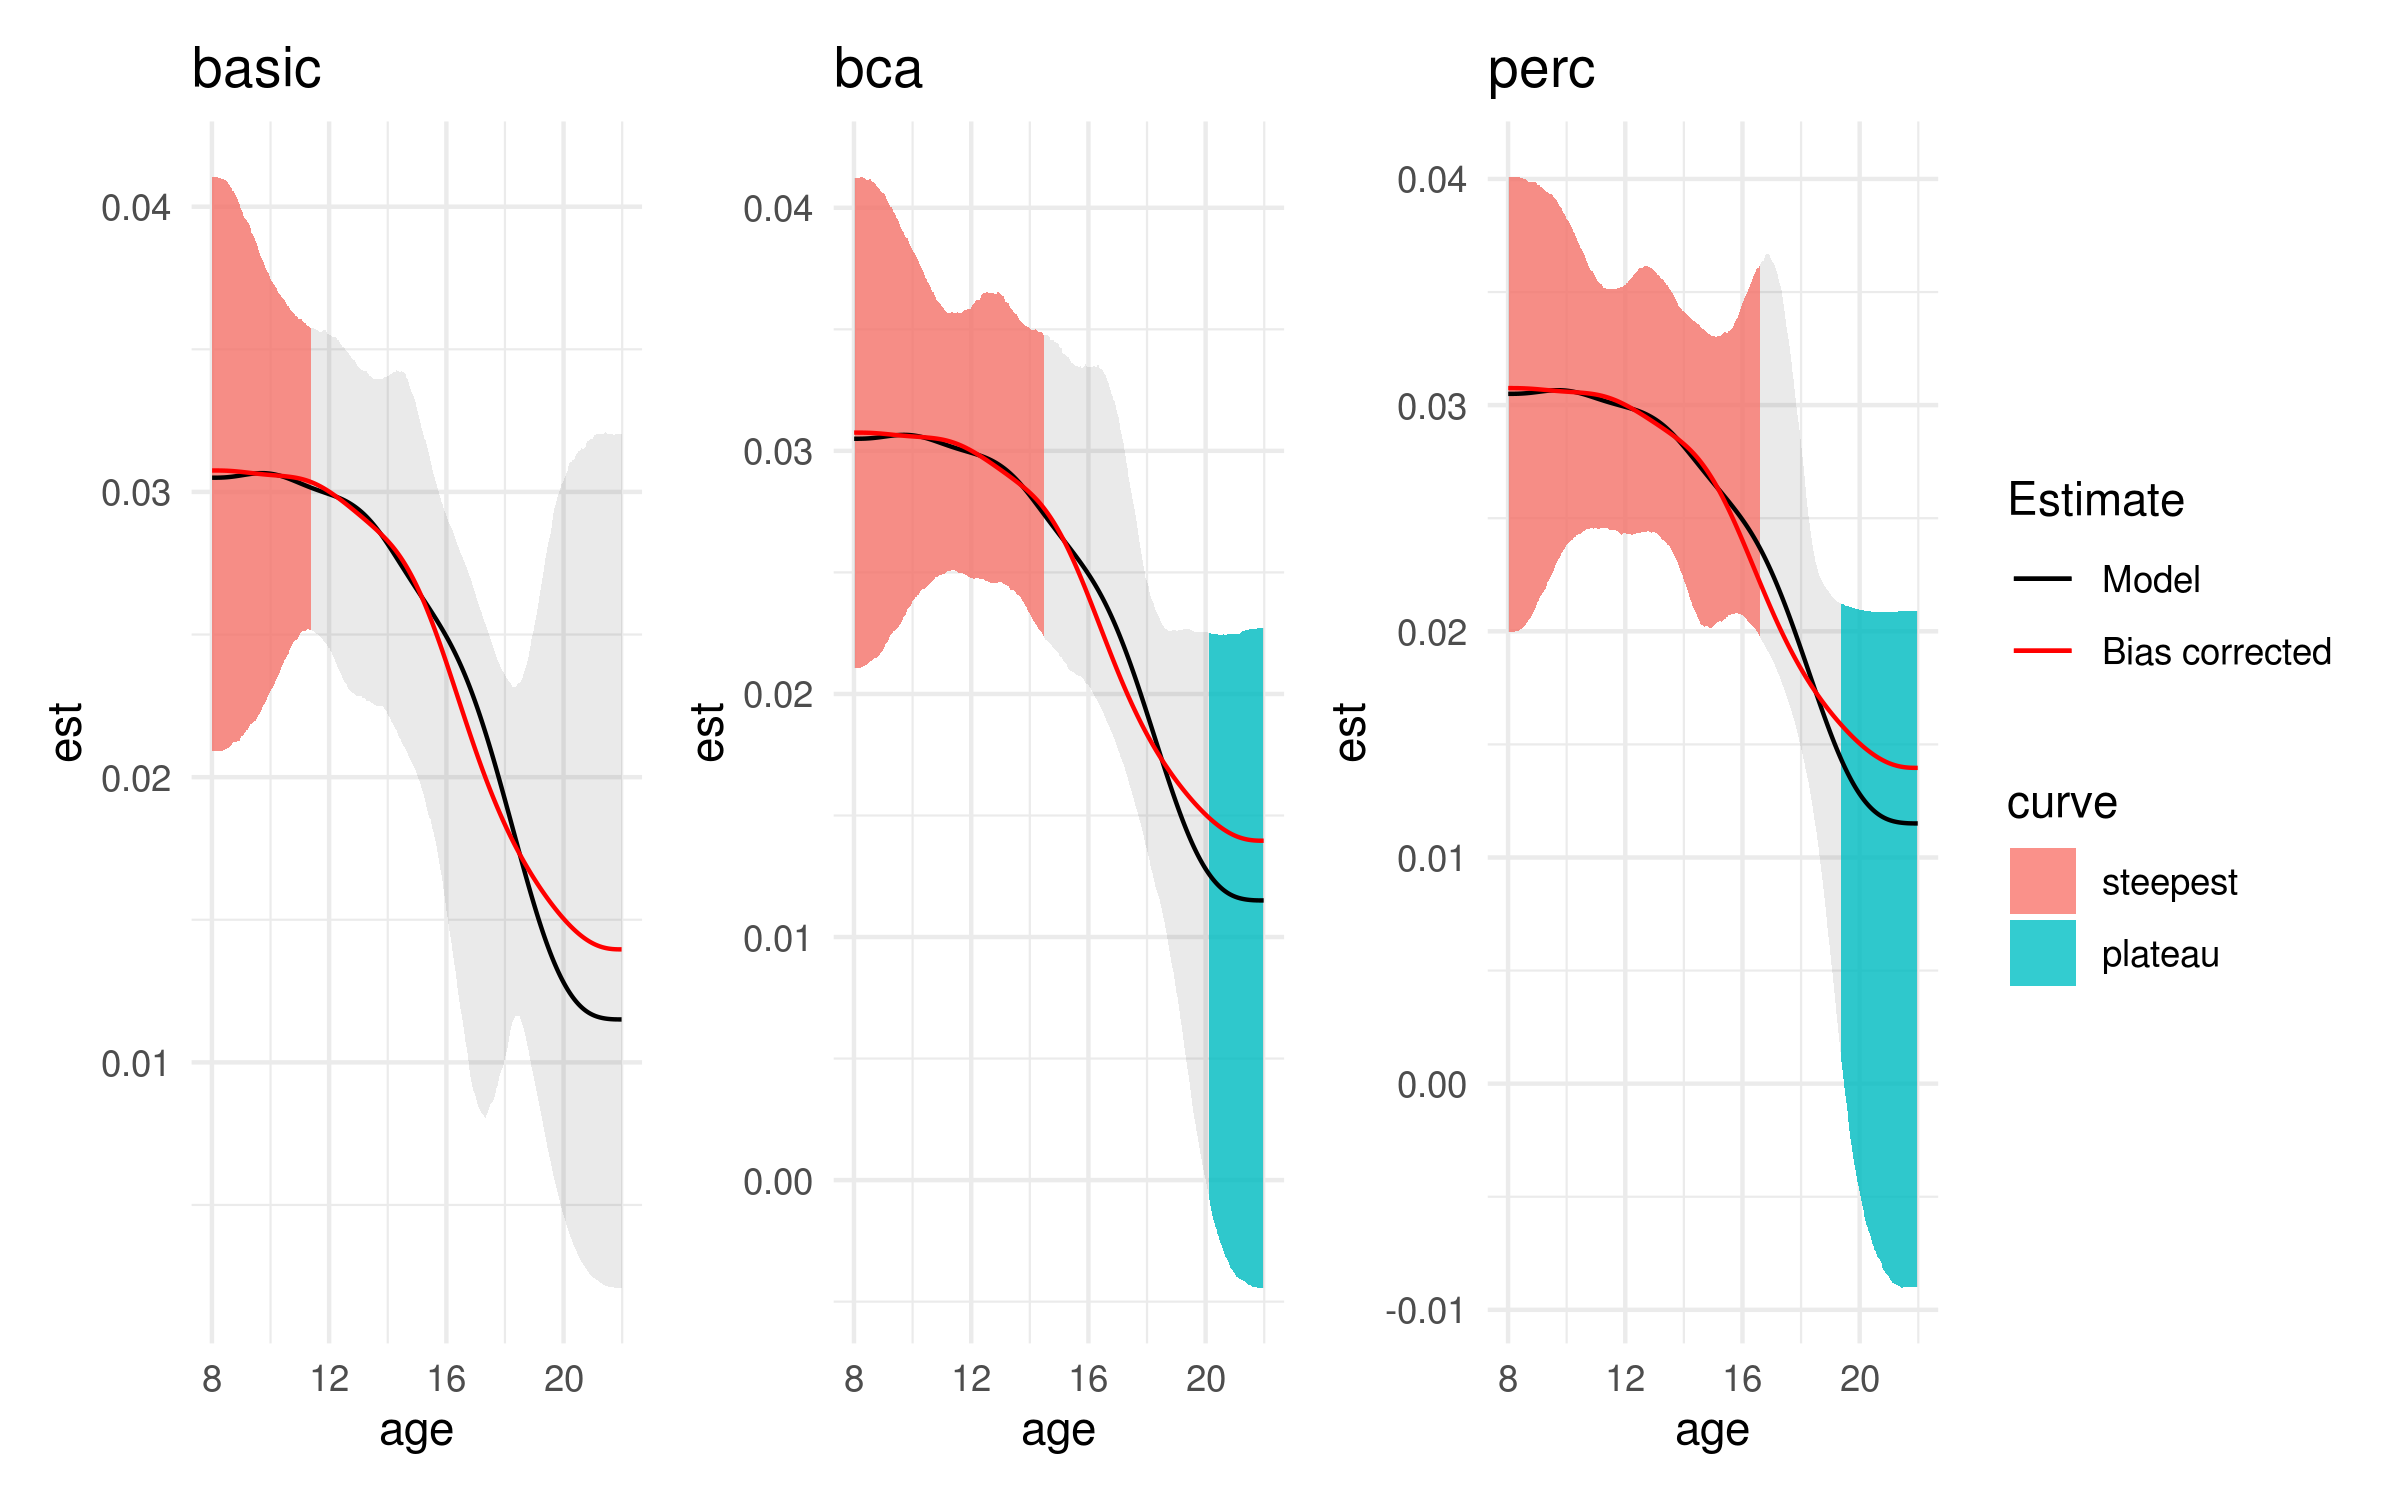 basic
0.04
0.03
0.02
0.01
est
8 12 16 20
age
bca
0.04
0.03
0.02
0.01
0.00
est
8 12 16 20
age
perc
0.04
0.03
0.02
0.01
0.00
-0.01
est
8 12 16 20
age
Estimate
Model
Bias corrected
curve
steepest
plateau